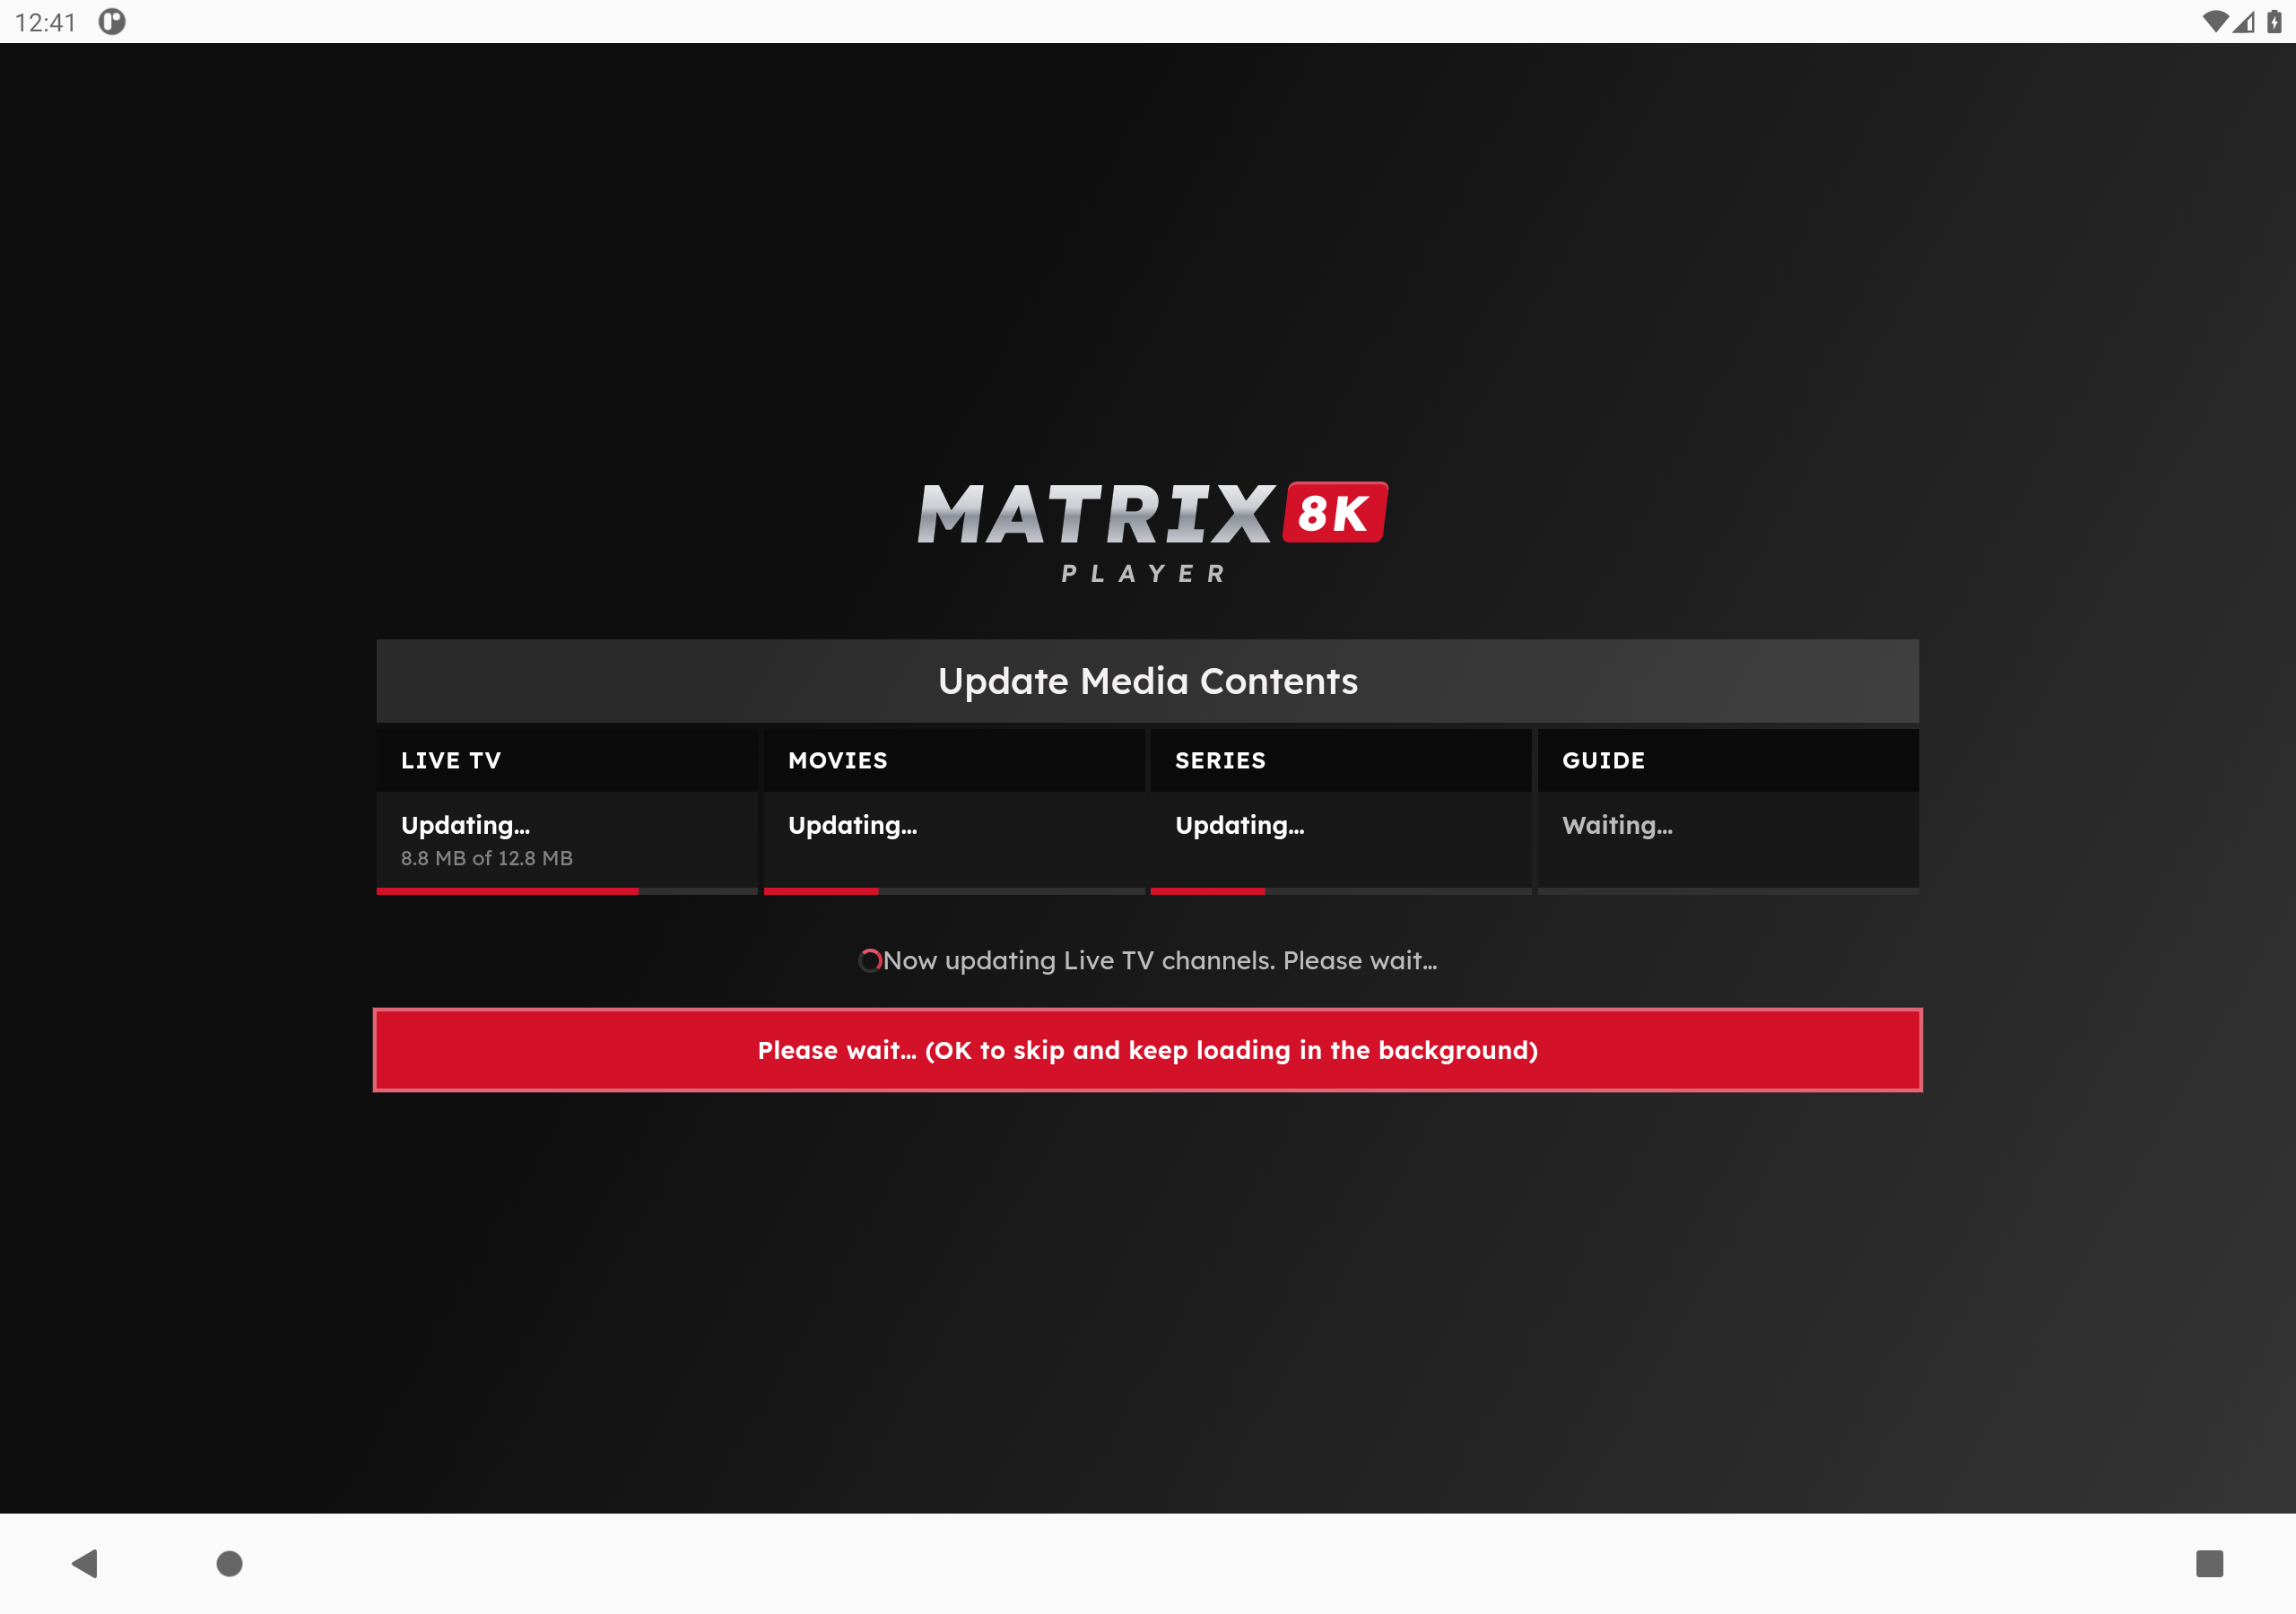 12:41
MATRIX 8K
PLAYER
Update Media Contents
LIVE TV
MOVIES
SERIES
GUIDE
Updating...
8.8 MB of 12.8 MB
Updating...
Updating...
Waiting...
Now updating Live TV channels. Please wait...
Please wait... (OK to skip and keep loading in the background)